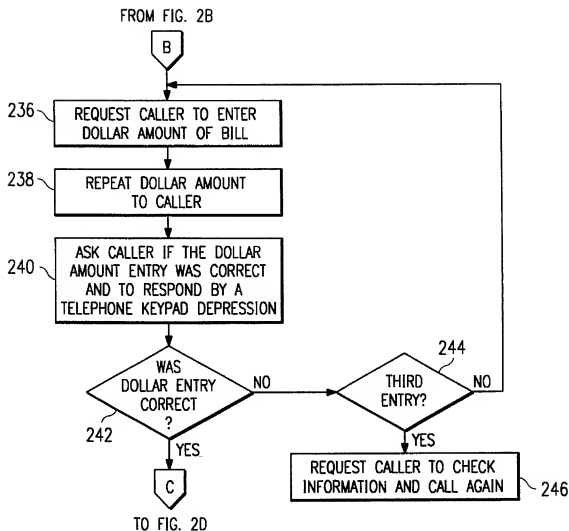 FROM FIG. 2B
B
236
REQUEST CALLER TO ENTER
DOLLAR AMOUNT OF BILL
238
REPEAT DOLLAR AMOUNT
TO CALLER
240
ASK CALLER IF THE DOLLAR
AMOUNT ENTRY WAS CORRECT
AND TO RESPOND BY A
TELEPHONE KEYPAD DEPRESSION
WAS
DOLLAR ENTRY
CORRECT
?
242
NO
YES
244
THIRD
ENTRY?
NO
YES
REQUEST CALLER TO CHECK
INFORMATION AND CALL AGAIN
246
C
TO FIG. 2D